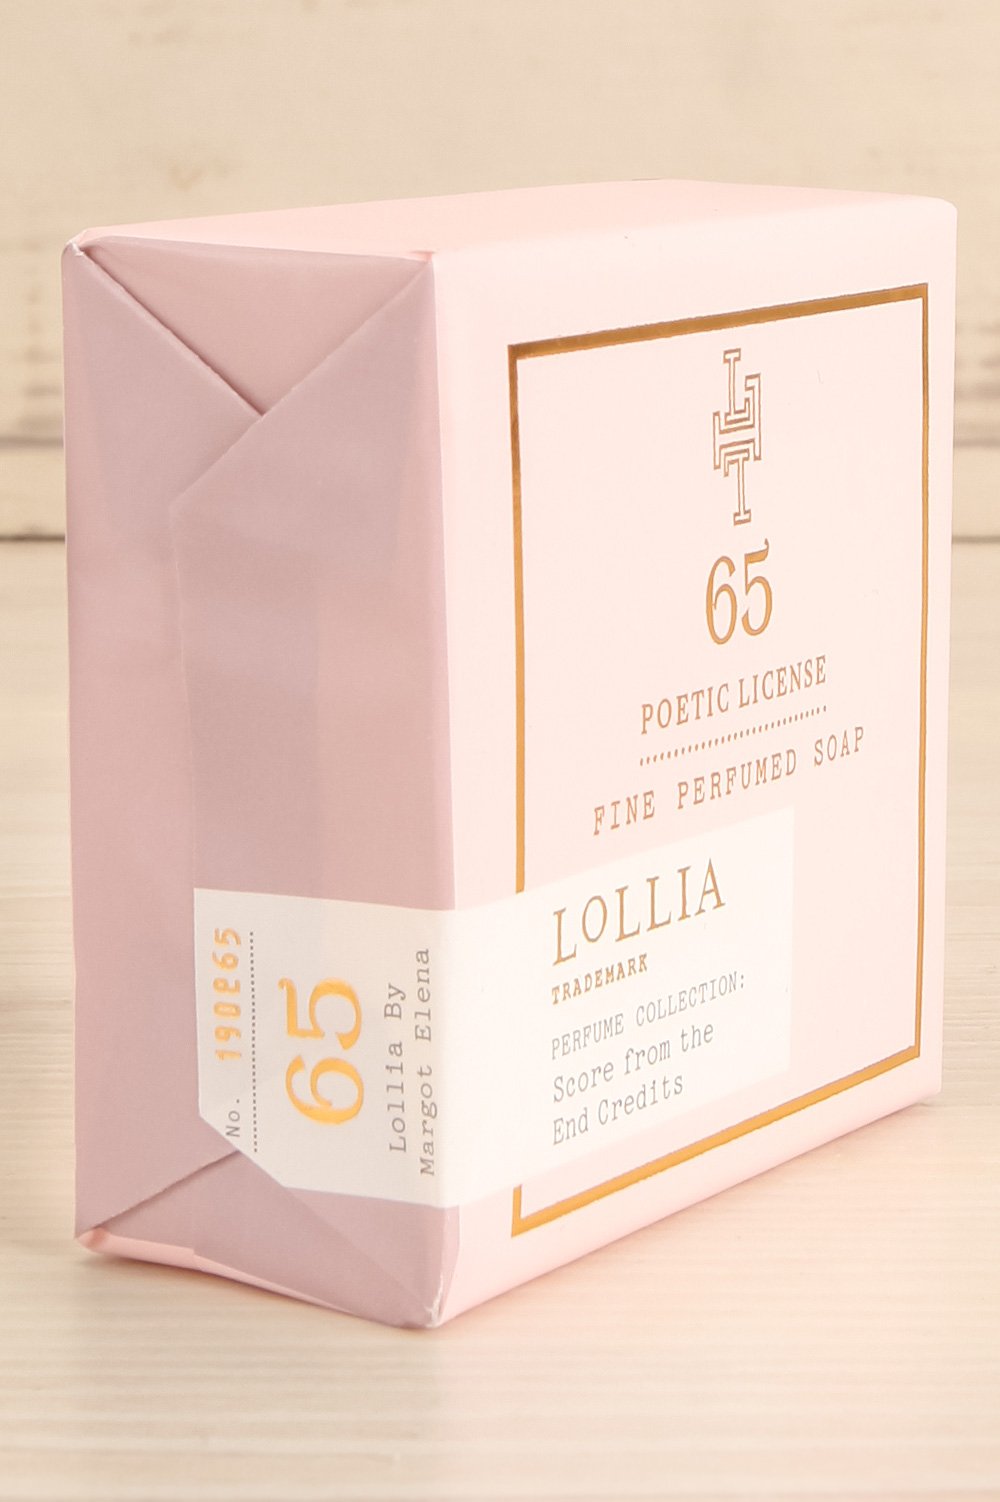 65
POETIC LICENSE
FINE PERFUMED SOAP
LOLLIA
TRADEMARK
PERFUME COLLECTION:
Score from the
End Credits
No. 190e65
65
Lollia By
Margot Elena